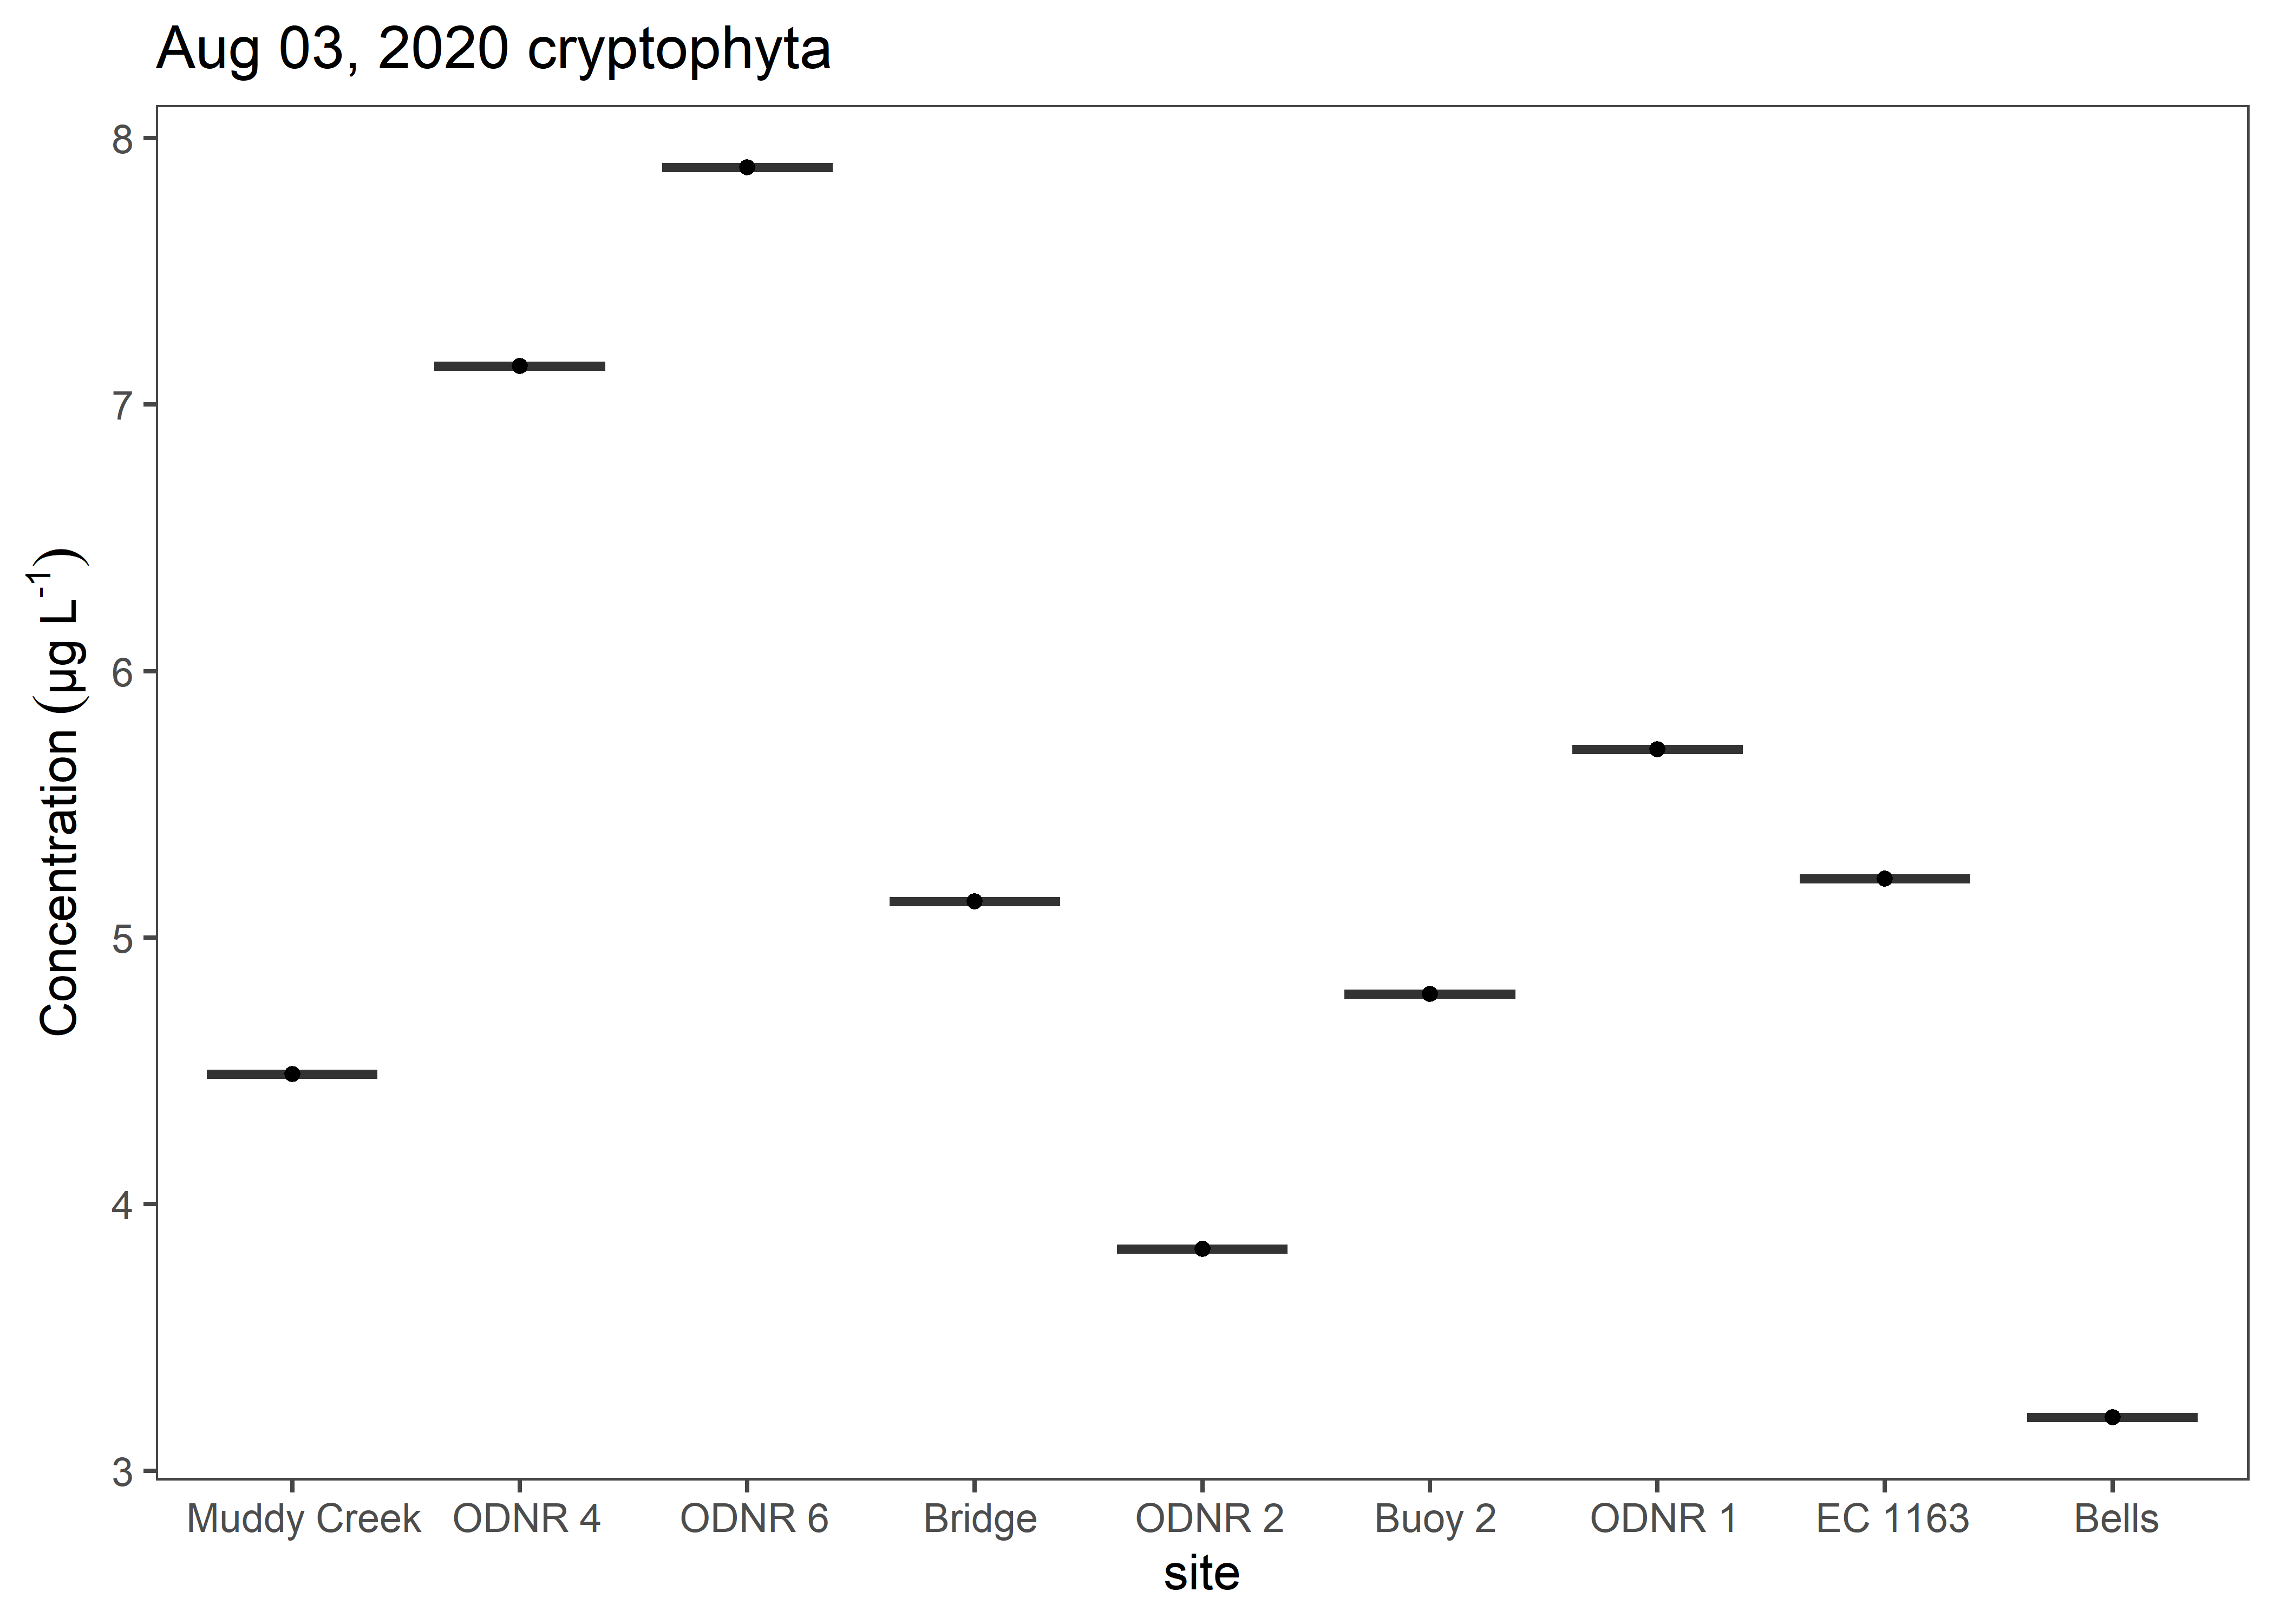 Aug 03, 2020 cryptophyta
8
7
6
5
4
3
Concentration (µg L⁻¹)
Muddy Creek ODNR 4 ODNR 6 Bridge ODNR 2 Buoy 2 ODNR 1 EC 1163 Bells
site